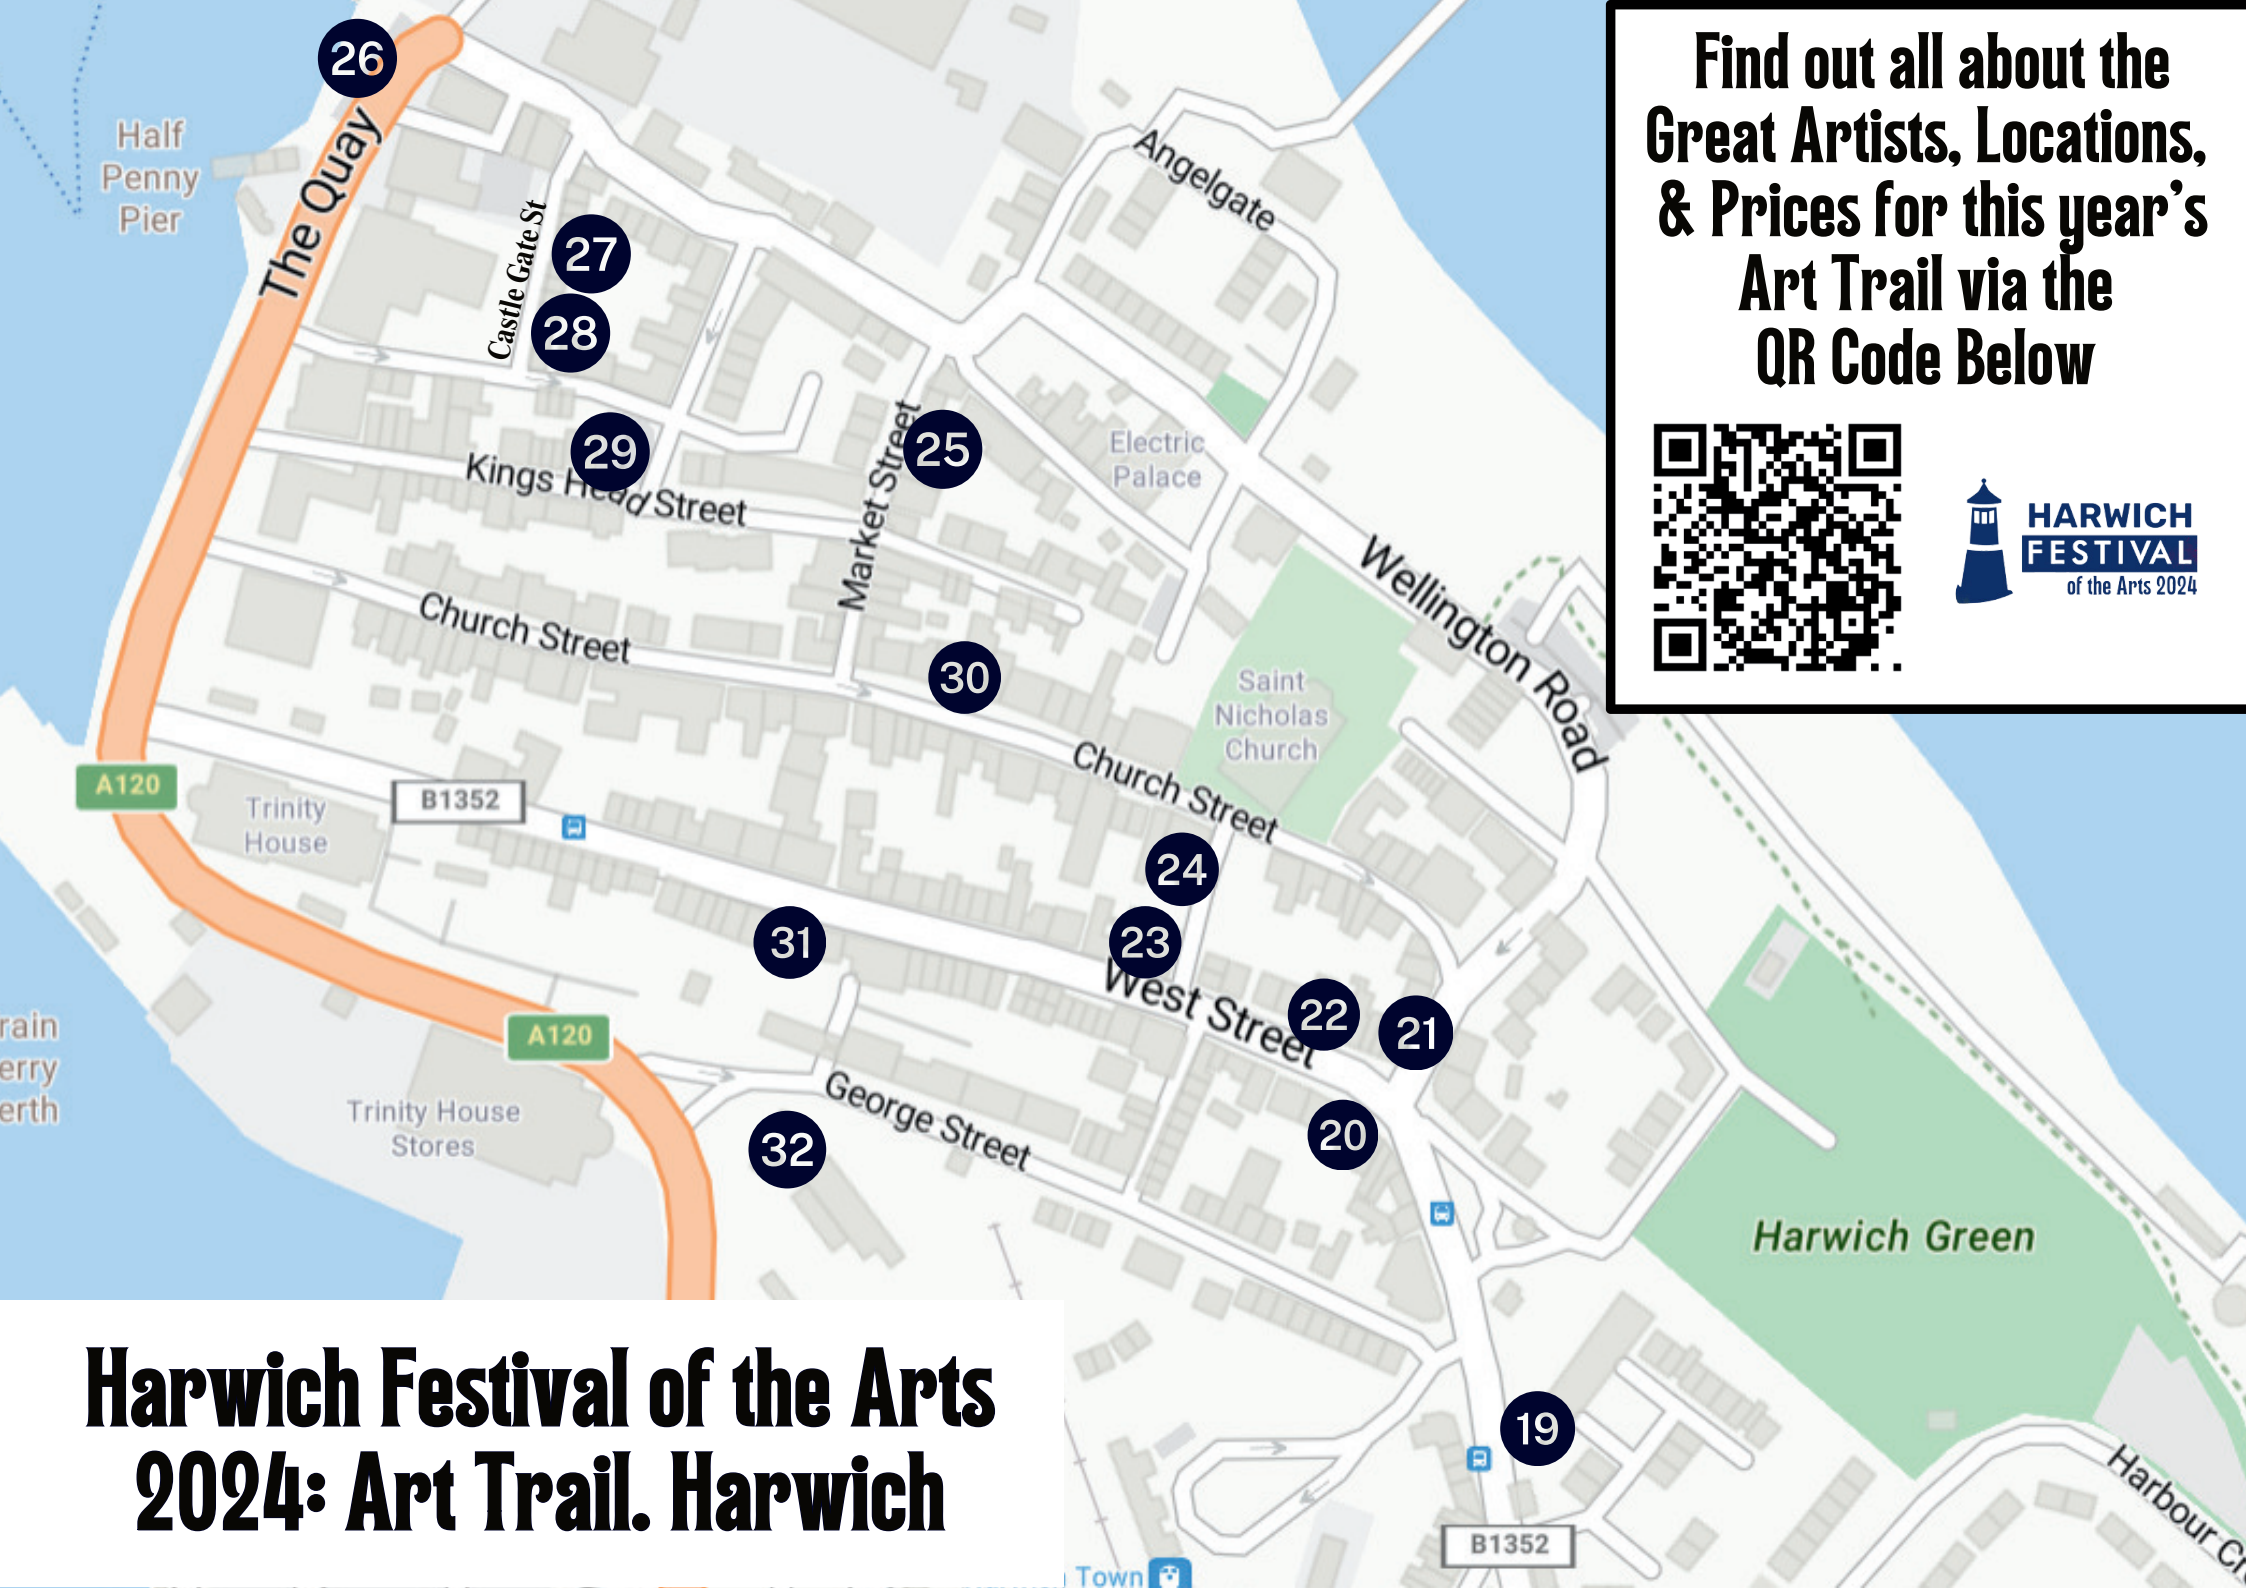 Find out all about the
Great Artists, Locations,
& Prices for this year's
Art Trail via the
QR Code Below
HARWICH
FESTIVAL
of the Arts 2024
26
Half
Penny
Pier
The Quay
Castle Gate St
27
28
29
Kings Head Street
Market Street
25
Angelgate
Electric
Palace
Wellington Road
Church Street
30
Saint
Nicholas
Church
Church Street
A120
Trinity
House
B1352
24
23
31
West Street
22
21
20
A120
Trinity House
Stores
George Street
32
Harwich Green
19
B1352
Town
Harbour Cr
rain
erry
erth
Harwich Festival of the Arts
2024: Art Trail. Harwich